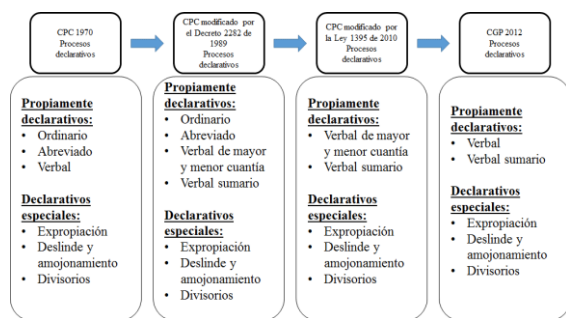 CPC 1970
Procesos
declarativos
CPC modificado por
el Decreto 2282 de
1989
Procesos
declarativos
CPC modificado por
la Ley 1395 de 2010
Procesos
declarativos
CGP 2012
Procesos
declarativos
Propiamente
declarativos:
• Ordinario
• Abreviado
• Verbal
Declarativos
especiales:
• Expropiación
• Deslinde y
amojonamiento
• Divisorios
Propiamente
declarativos:
• Ordinario
• Abreviado
• Verbal de mayor
y menor cuantía
• Verbal sumario
Declarativos
especiales:
• Expropiación
• Deslinde y
amojonamiento
• Divisorios
Propiamente
declarativos:
• Verbal de mayor
y menor cuantía
• Verbal sumario
Declarativos
especiales:
• Expropiación
• Deslinde y
amojonamiento
• Divisorios
Propiamente
declarativos:
• Verbal
• Verbal sumario
Declarativos
especiales:
• Expropiación
• Deslinde y
amojonamiento
• Divisorios